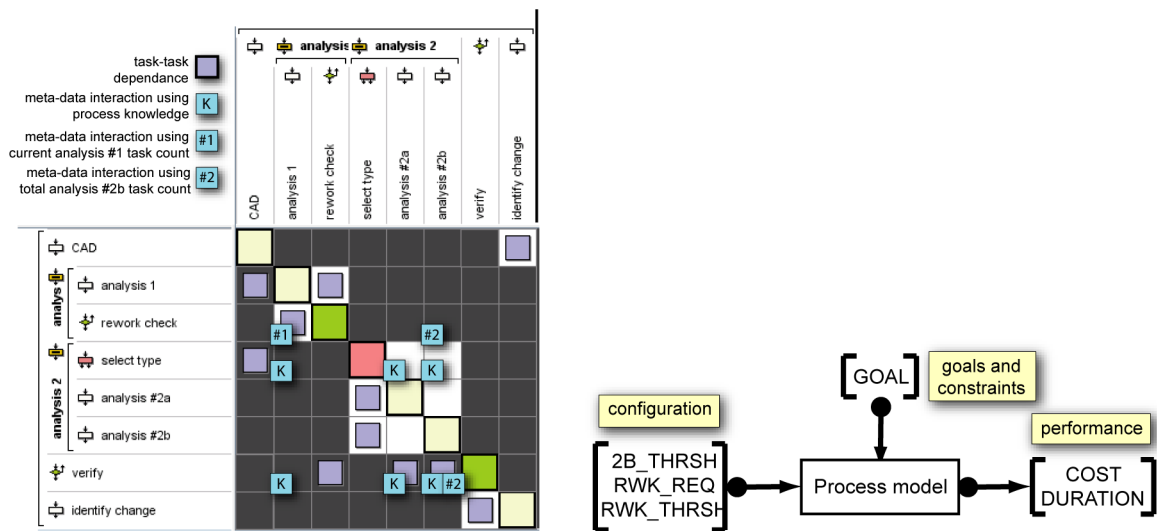 task-task
dependance
meta-data interaction using
process knowledge
K
meta-data interaction using
current analysis #1 task count
#1
meta-data interaction using
total analysis #2b task count
#2
analysis
analysis 2
CAD
analysis 1
rework check
select type
analysis #2a
analysis #2b
verify
identify change
CAD
analys
analysis 1
rework check
#1
#2
analysis 2
select type
K
K
K
analysis #2a
analysis #2b
verify
K
K
K
#2
identify change
configuration
2B_THRSH
RWK_REQ
RWK_THRSH
GOAL
goals and
constraints
Process model
performance
COST
DURATION